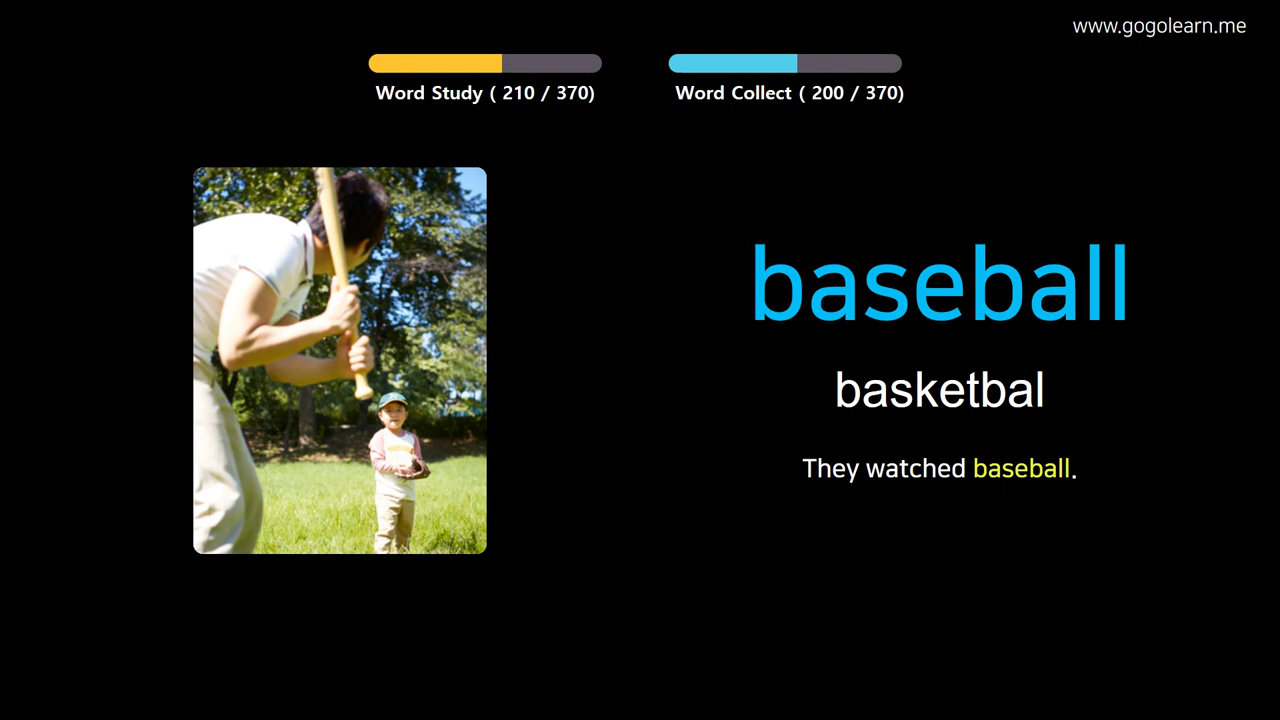 www.gogolearn.me
Word Study ( 210 / 370)
Word Collect ( 200 / 370)
baseball
basketbal
They watched baseball.